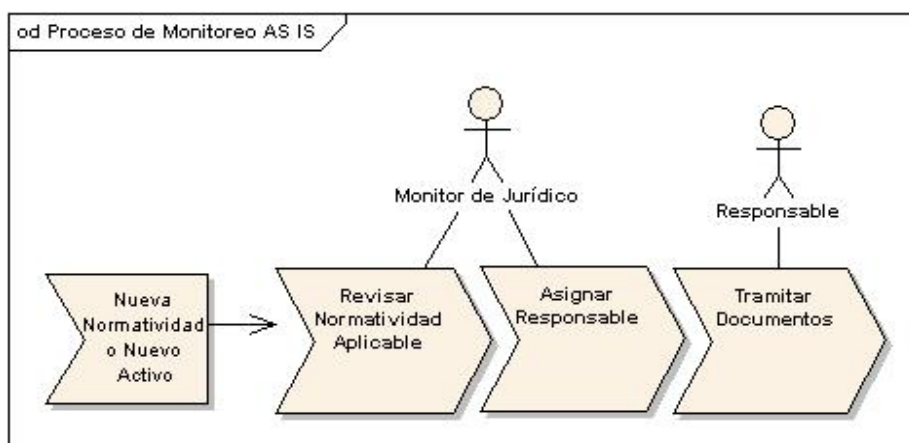 od Proceso de Monitoreo AS IS
Monitor de Jurídico
Responsable
Nueva
Normatividad
o Nuevo
Activo
Revisar
Normatividad
Aplicable
Asignar
Responsable
Tramitar
Documentos